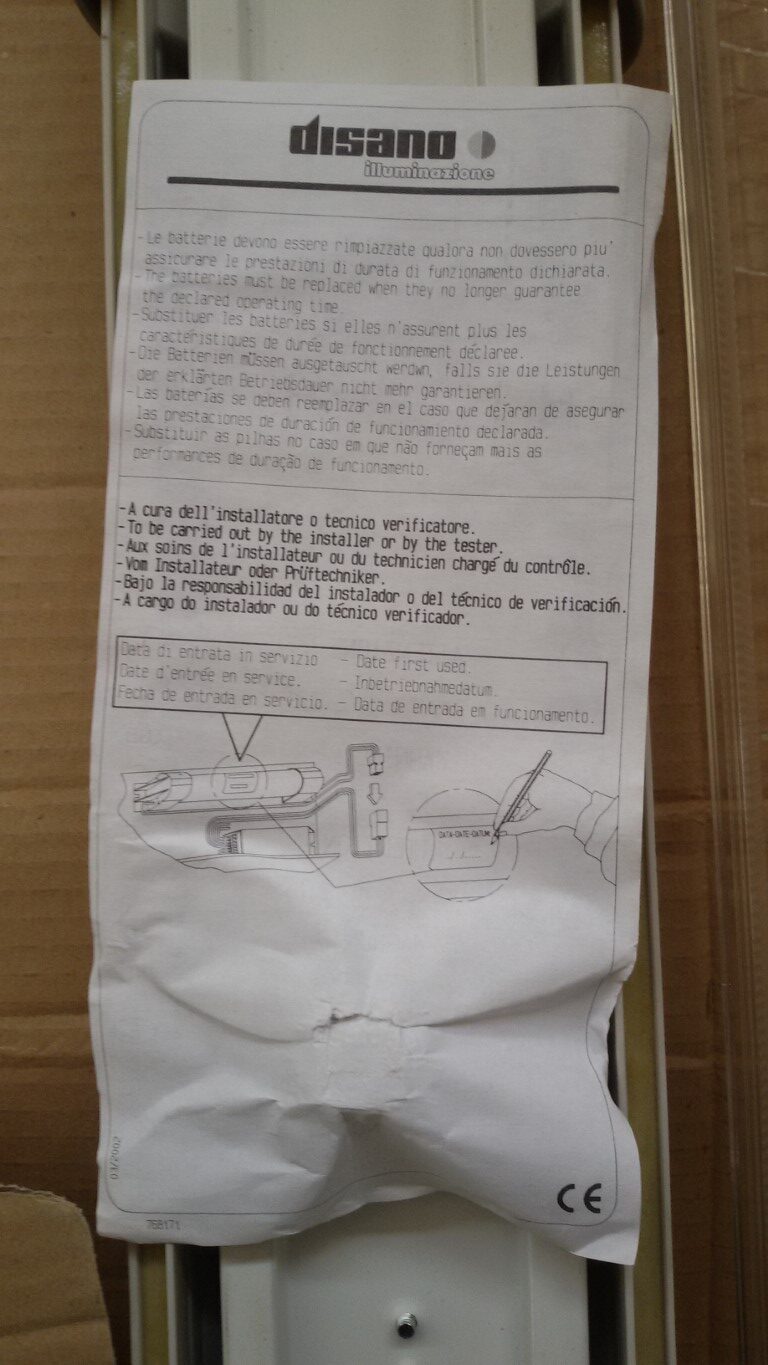 disano
illuminazione
-Le batterie devono essere rimpiazzate qualora non dovessero piu'
assicurare le prestazioni di durata di funzionamento dichiarata.
-The batteries must be replaced when they no longer guarantee
the declared operating time.
-Substituer les batteries si elles n'assurent plus les
caractéristiques de durée de fonctionnement déclarée.
-Die Batterien müssen ausgetauscht werdwn, falls sie die Leistungen
der erklärten Betriebsdauer nicht mehr garantieren.
-Las baterías se deben reemplazar en el caso que dejaran de asegurar
las prestaciones de duración de funcionamiento declarada.
-Substituir as pilhas no caso em que não forneçam mais as
performances de duração de funcionamento.
-A cura dell'installatore o tecnico verificatore.
-To be carried out by the installer or by the tester.
-Aux soins de l'installateur ou du technicien chargé du contrôle.
-Vom Installateur oder Prüftechniker.
-Bajo la responsabilidad del instalador o del técnico de verificación.
-A cargo do instalador ou do técnico verificador.
Data di entrata in servizio - Date first used.
Date d'entrée en service. - Inbetriebnahmedatum.
Fecha de entrada en servicio. - Data de entrada em funcionamento.
DATA-DATE-DATUM
03/2002
CE
758171